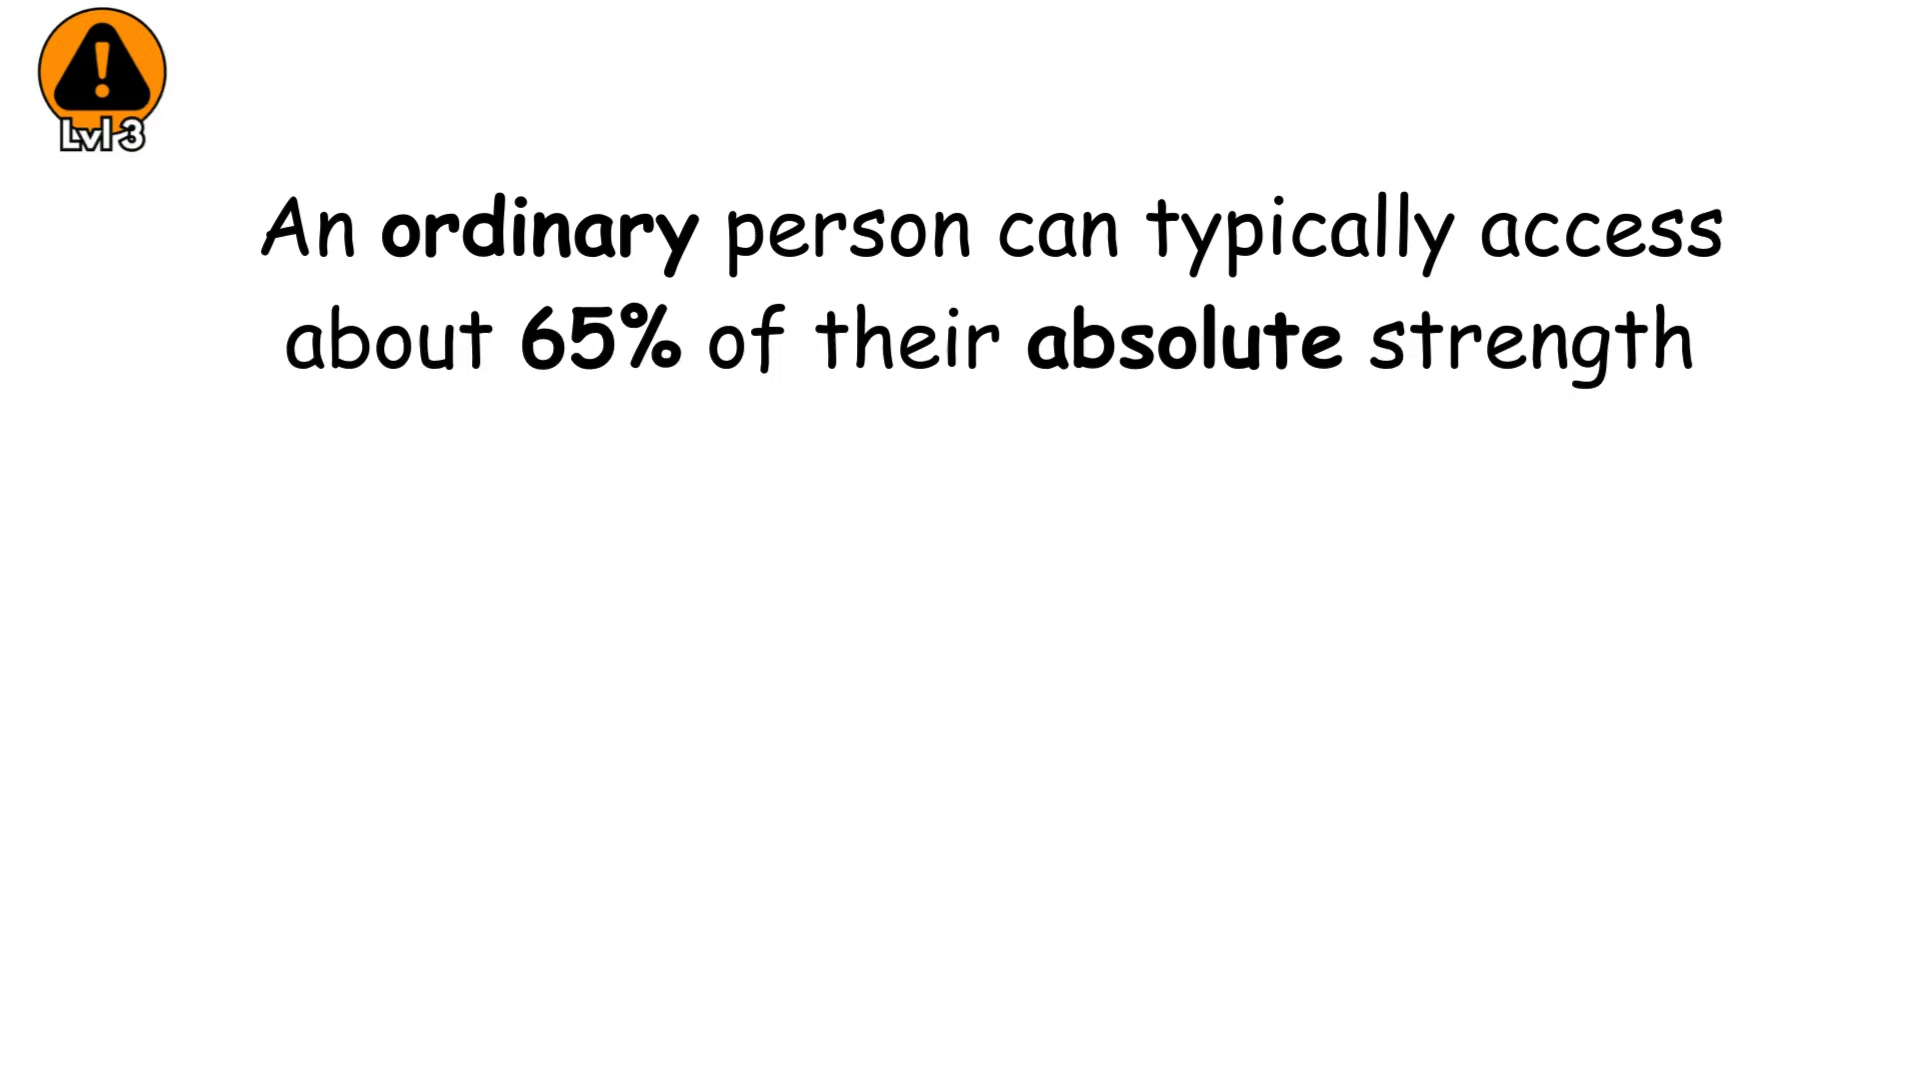 Lvl 3
An ordinary person can typically access
about 65% of their absolute strength